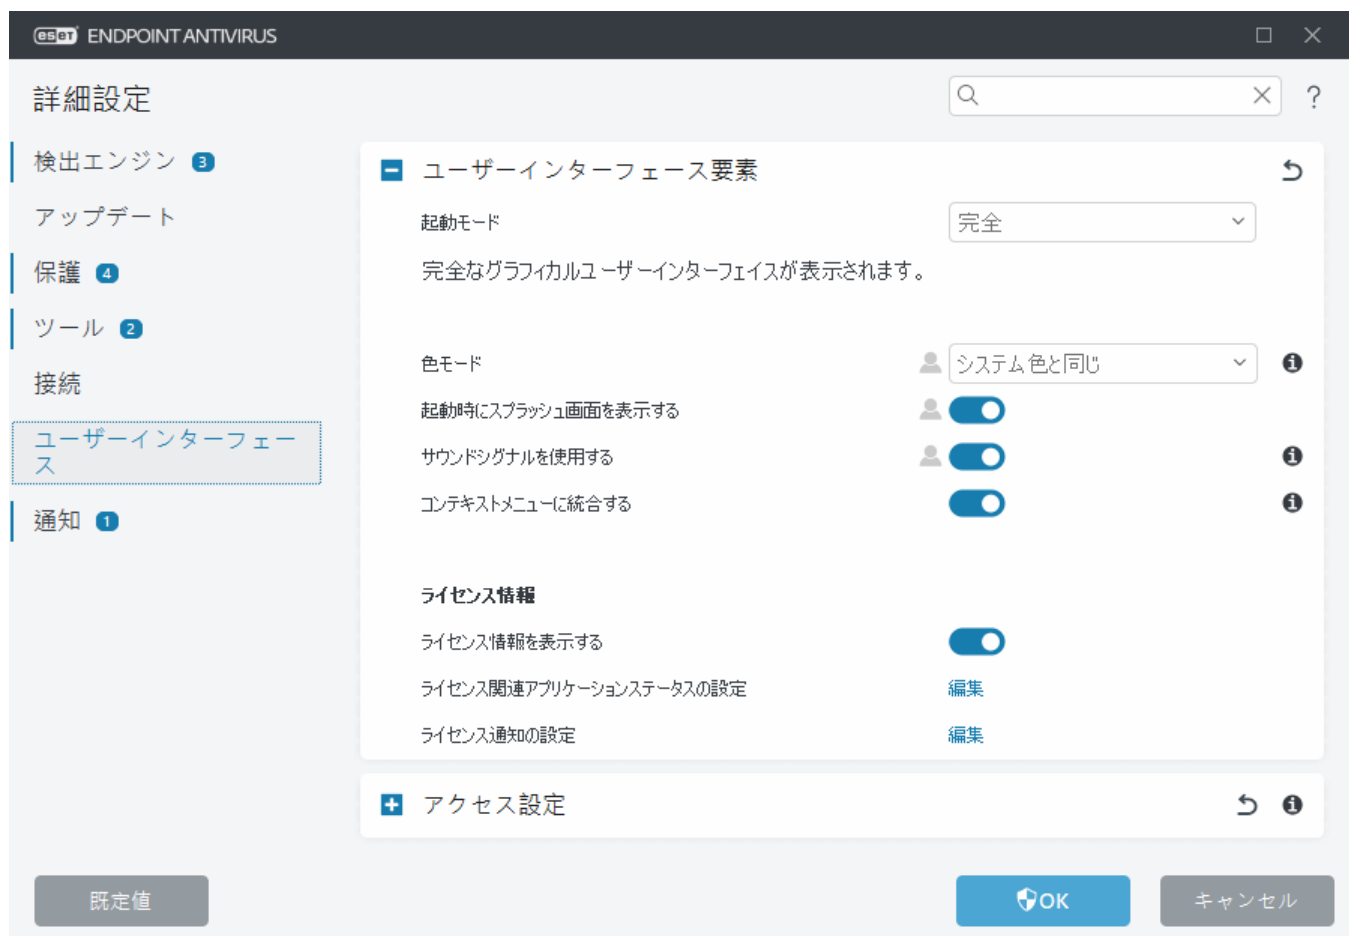 eset ENDPOINT ANTIVIRUS
詳細設定
?
検出エンジン 3
アップデート
保護 4
ツール 2
接続
ユーザーインターフェー
ス
通知 1
ユーザーインターフェース要素
起動モード 完全
完全なグラフィカルユーザーインターフェイスが表示されます。
色モード システム色と同じ
起動時にスプラッシュ画面を表示する
サウンドシグナルを使用する
コンテキストメニューに統合する
ライセンス情報
ライセンス情報を表示する
ライセンス関連アプリケーションステータスの設定 編集
ライセンス通知の設定 編集
アクセス設定
既定値 OK キャンセル